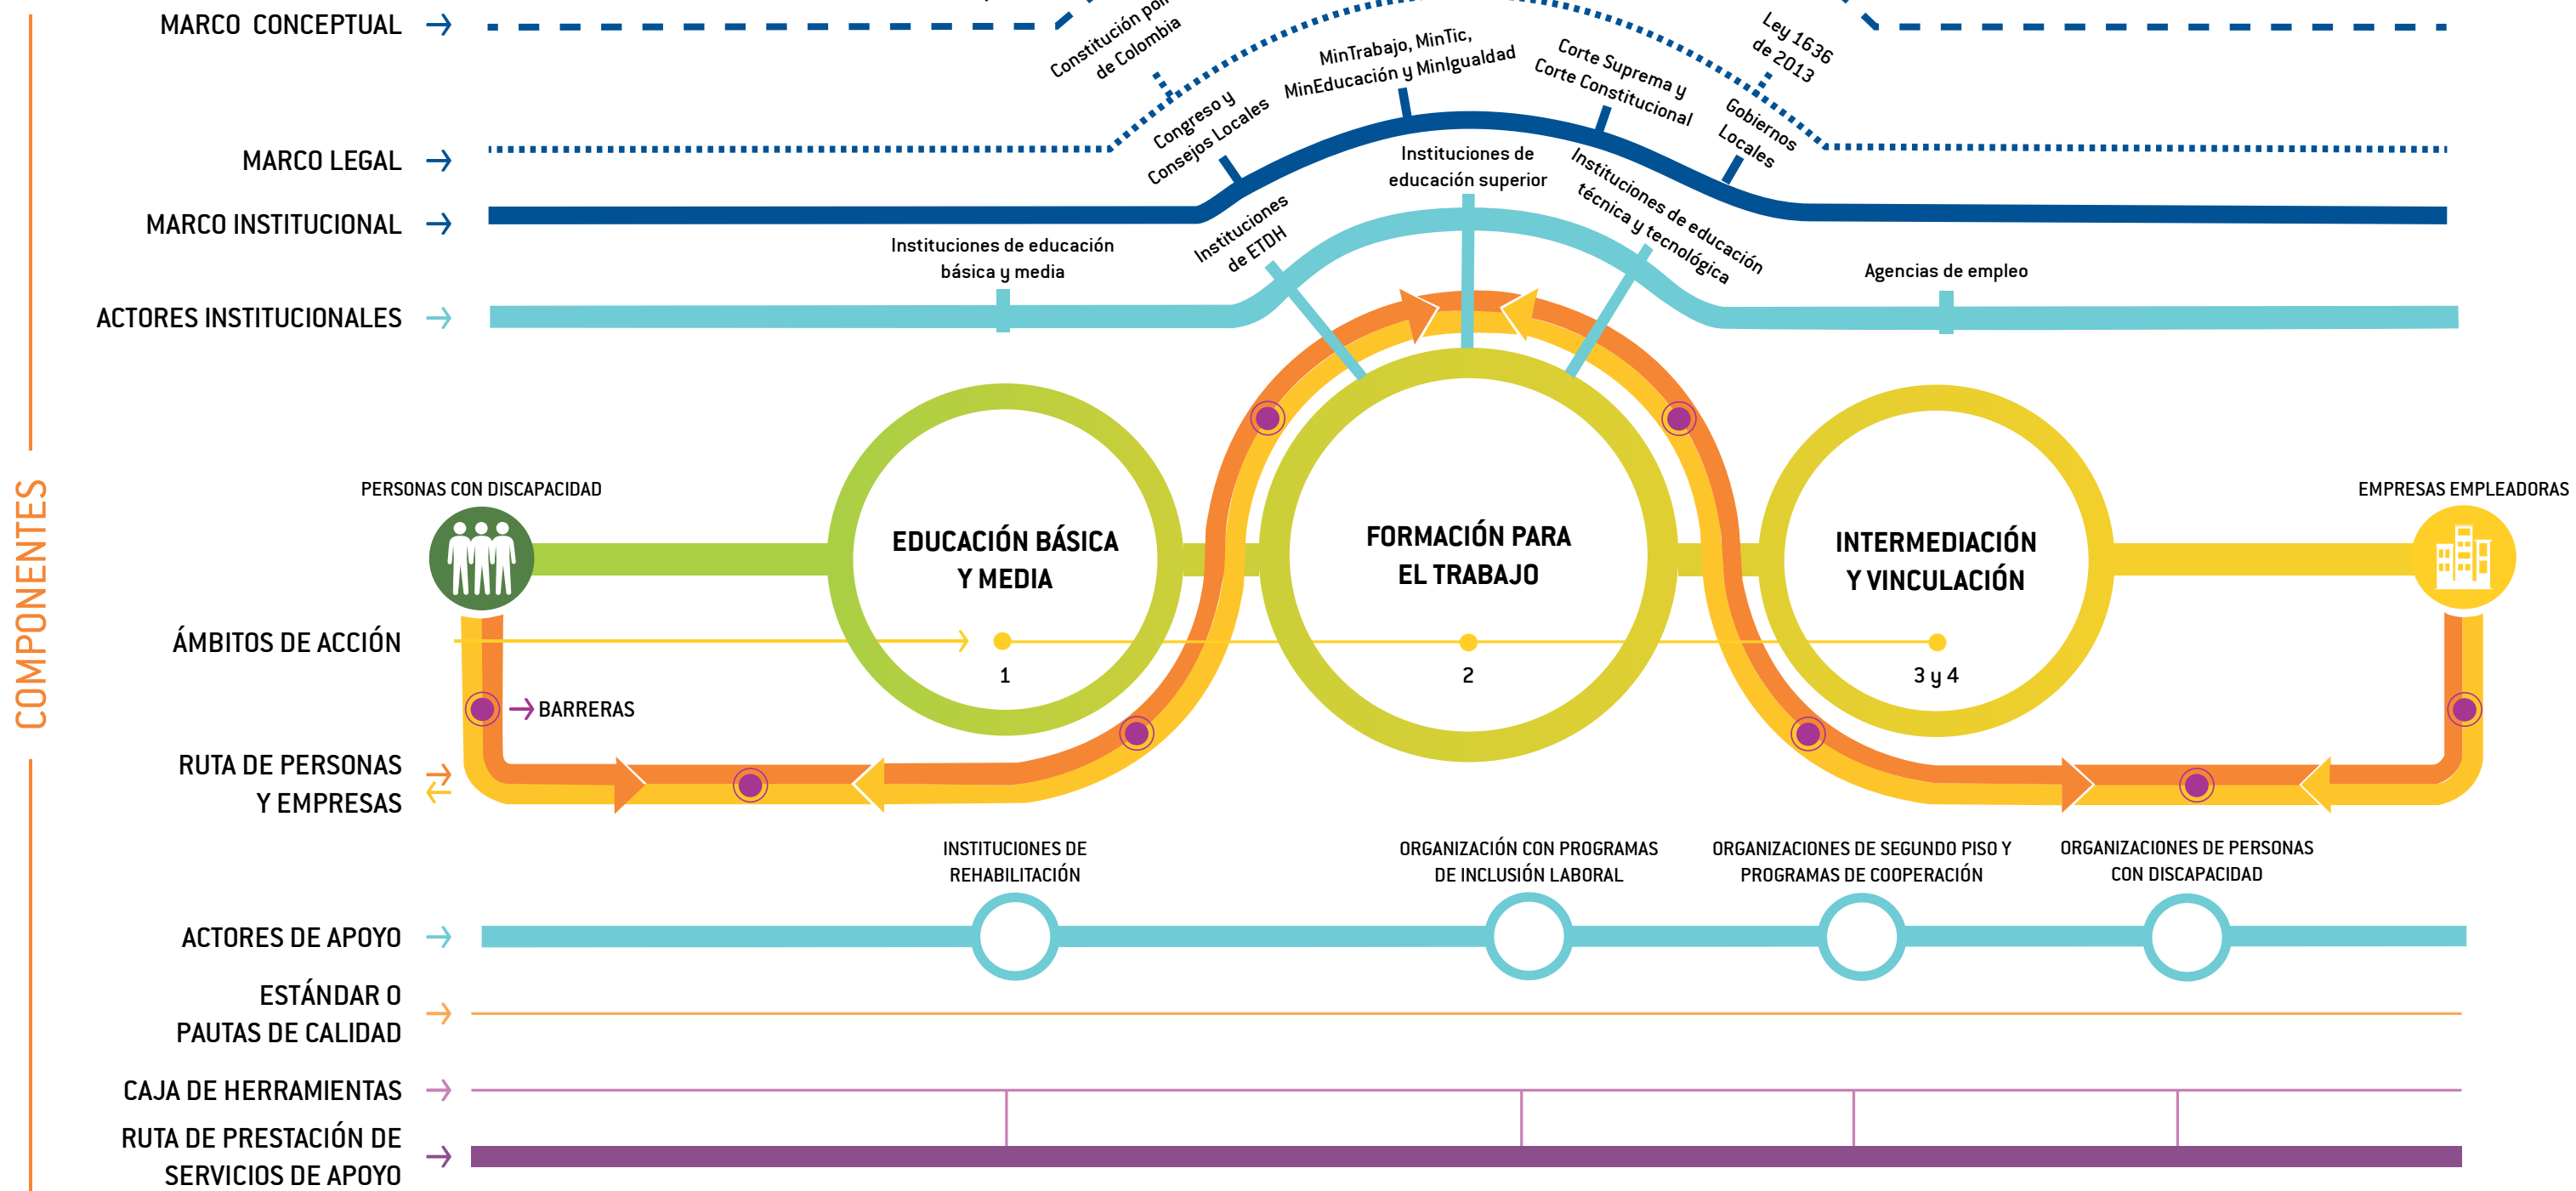 MARCO CONCEPTUAL
Constitución
de Colombia
Ley 1636
de 2013
MARCO LEGAL
Congreso y
Consejos Locales
MinTrabajo, MinTic,
MinEducación y MinIgualdad
Corte Suprema y
Corte Constitucional
Gobiernos
Locales
MARCO INSTITUCIONAL
Instituciones de educación
básica y media
Instituciones
de ETDH
Instituciones de
educación superior
Instituciones de educación
técnica y tecnológica
Agencias de empleo
ACTORES INSTITUCIONALES
COMPONENTES
PERSONAS CON DISCAPACIDAD
EMPRESAS EMPLEADORAS
EDUCACIÓN BÁSICA
Y MEDIA
FORMACIÓN PARA
EL TRABAJO
INTERMEDIACIÓN
Y VINCULACIÓN
ÁMBITOS DE ACCIÓN
1
2
3 y 4
BARRERAS
RUTA DE PERSONAS
Y EMPRESAS
INSTITUCIONES DE
REHABILITACIÓN
ORGANIZACIÓN CON PROGRAMAS
DE INCLUSIÓN LABORAL
ORGANIZACIONES DE SEGUNDO PISO Y
PROGRAMAS DE COOPERACIÓN
ORGANIZACIONES DE PERSONAS
CON DISCAPACIDAD
ACTORES DE APOYO
ESTÁNDAR O
PAUTAS DE CALIDAD
CAJA DE HERRAMIENTAS
RUTA DE PRESTACIÓN DE
SERVICIOS DE APOYO